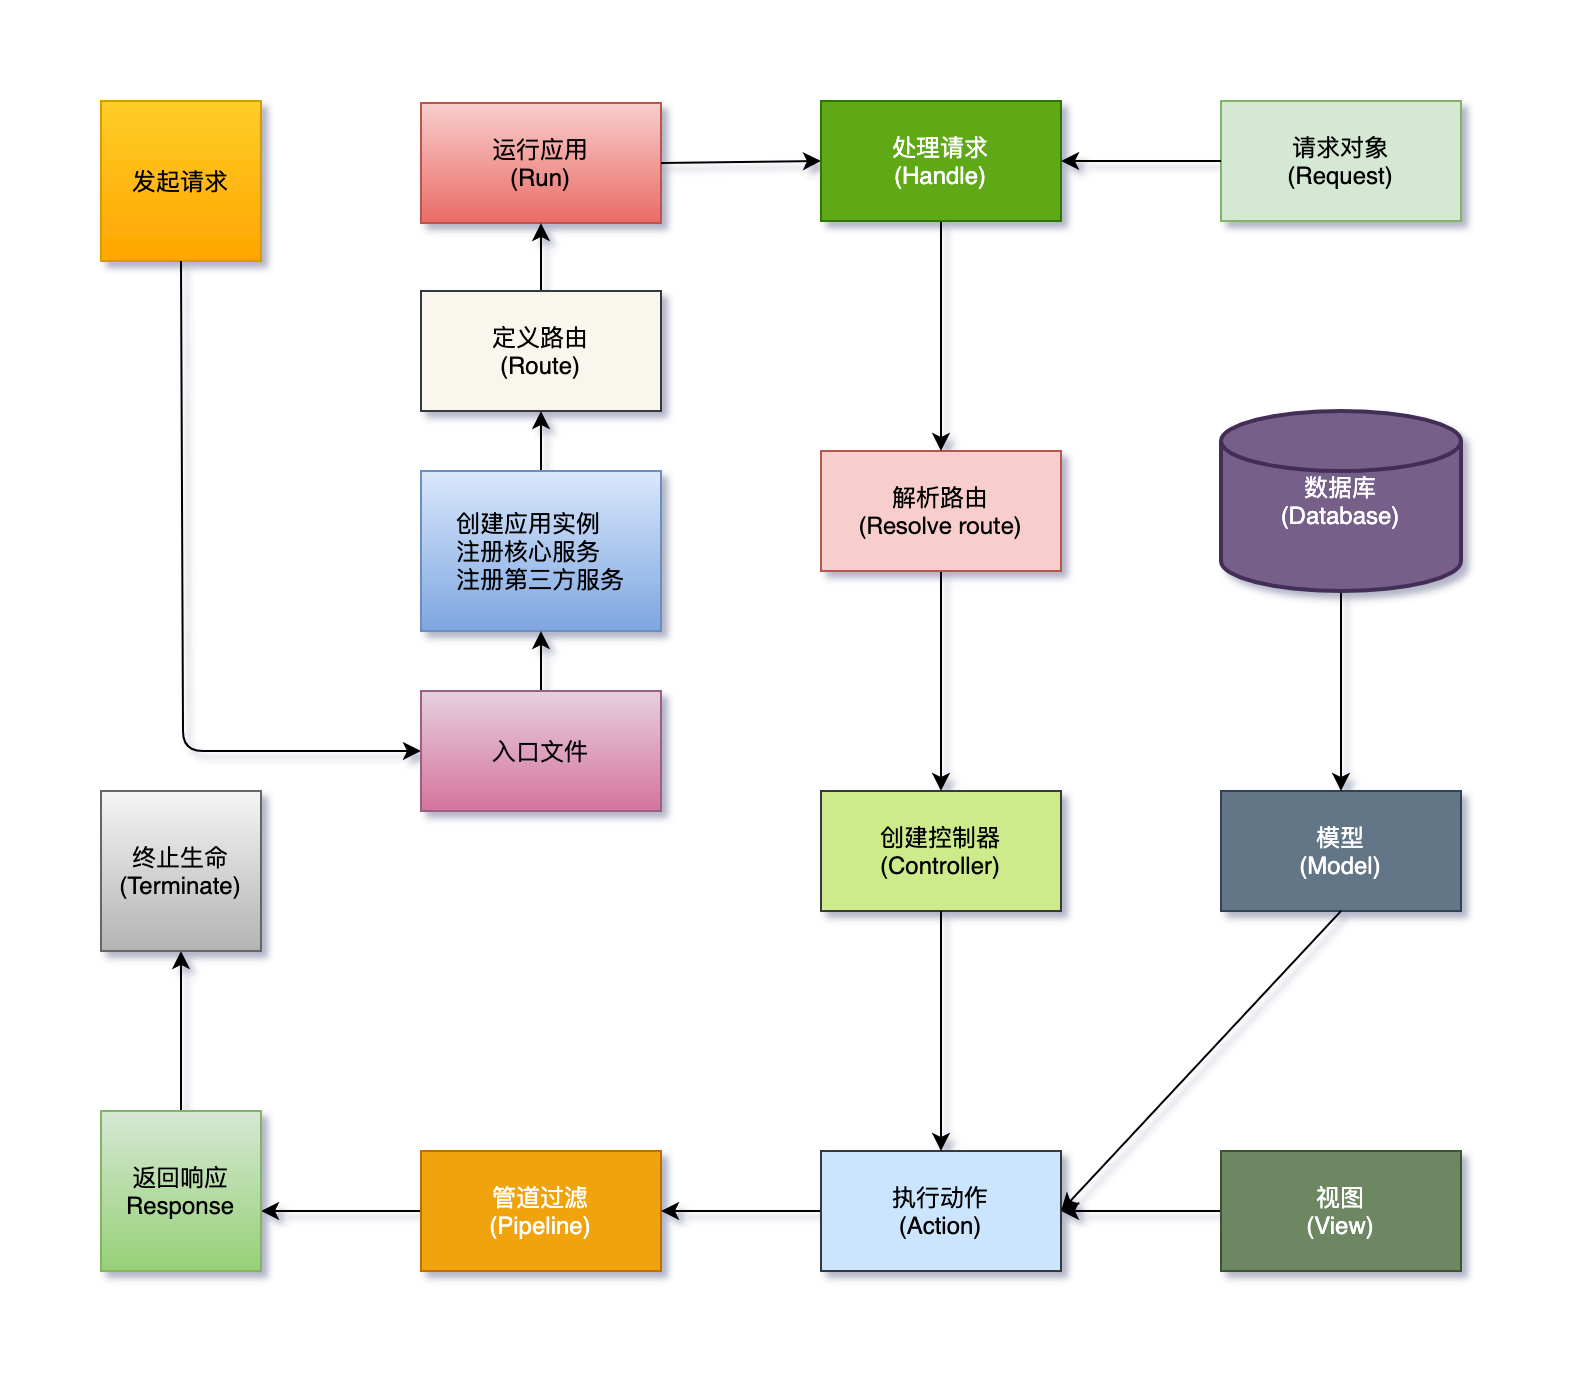 发起请求
运行应用
(Run)
处理请求
(Handle)
请求对象
(Request)
定义路由
(Route)
创建应用实例
注册核心服务
注册第三方服务
解析路由
(Resolve route)
数据库
(Database)
入口文件
终止生命
(Terminate)
创建控制器
(Controller)
模型
(Model)
返回响应
Response
管道过滤
(Pipeline)
执行动作
(Action)
视图
(View)